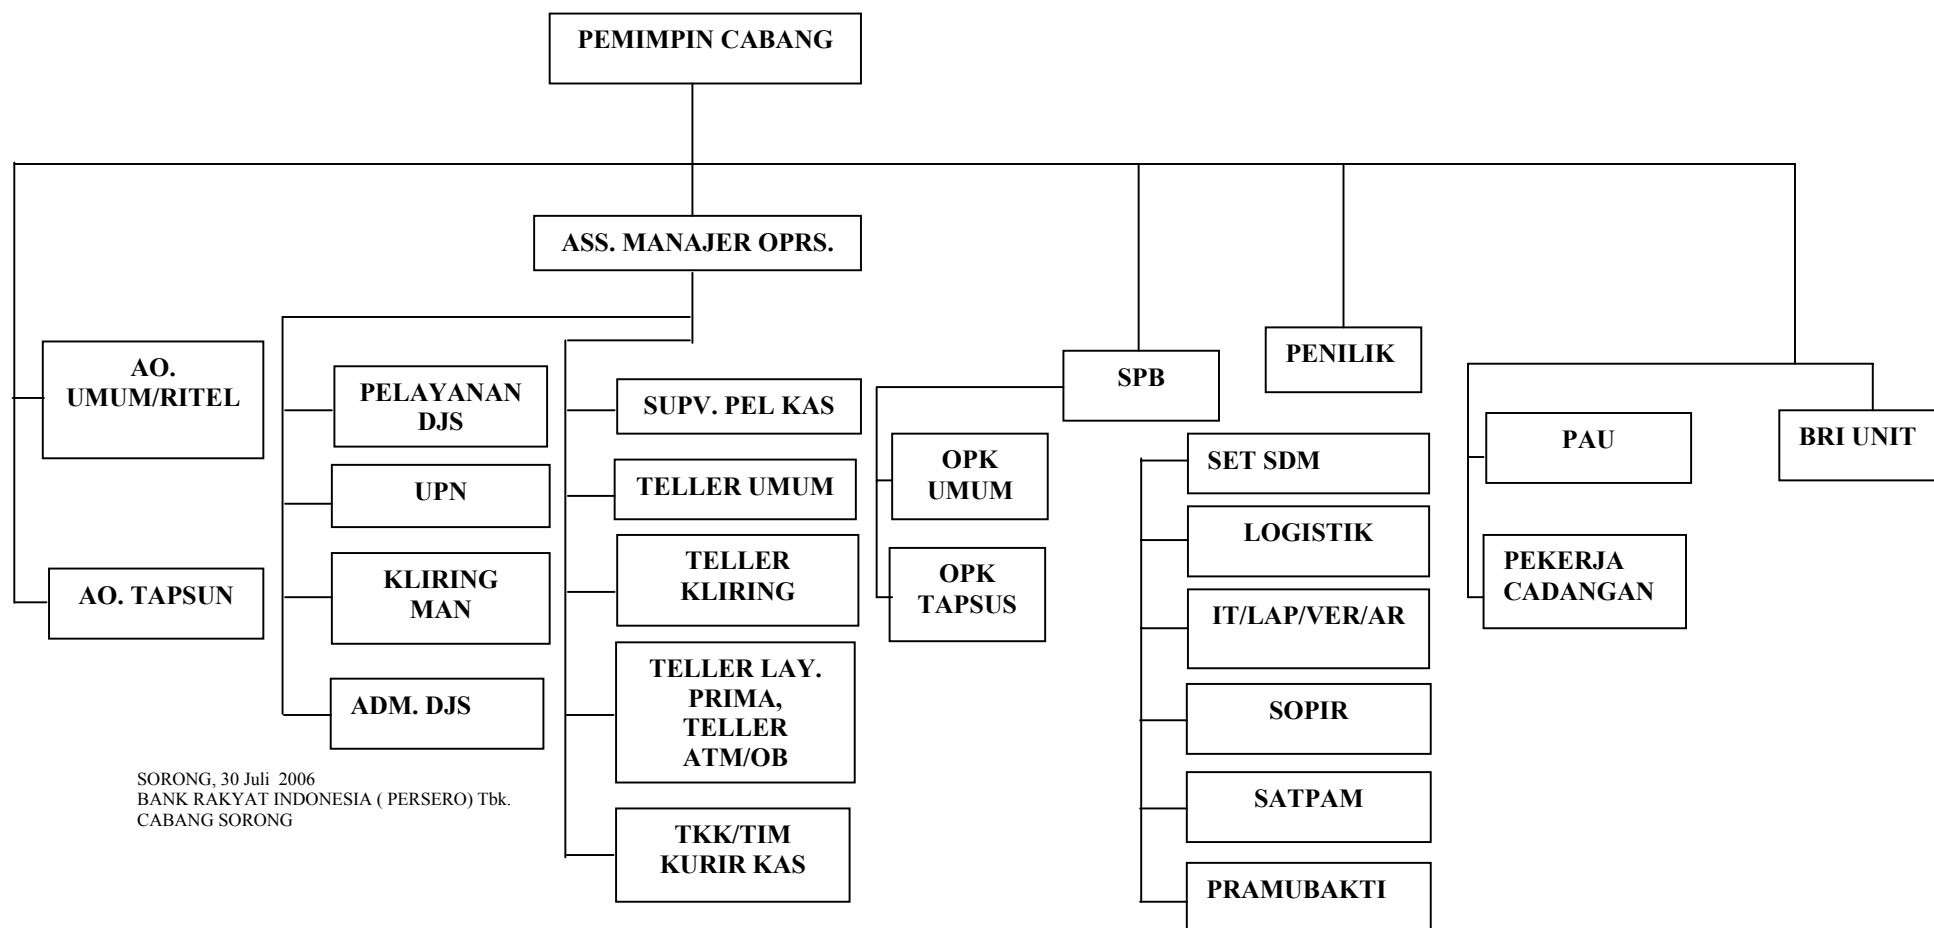 PEMIMPIN CABANG
ASS. MANAJER OPRS.
AO.
UMUM/RITEL
AO. TAPSUN
PELAYANAN
DJS
UPN
KLIRING
MAN
ADM. DJS
SUPV. PEL KAS
TELLER UMUM
TELLER
KLIRING
TELLER LAY.
PRIMA,
TELLER
ATM/OB
TKK/TIM
KURIR KAS
SPB
OPK
UMUM
OPK
TAPSUS
SET SDM
LOGISTIK
IT/LAP/VER/AR
SOPIR
SATPAM
PRAMUBAKTI
PENILIK
PAU
PEKERJA
CADANGAN
BRI UNIT
SORONG, 30 Juli  2006
BANK RAKYAT INDONESIA ( PERSERO) Tbk.
CABANG SORONG